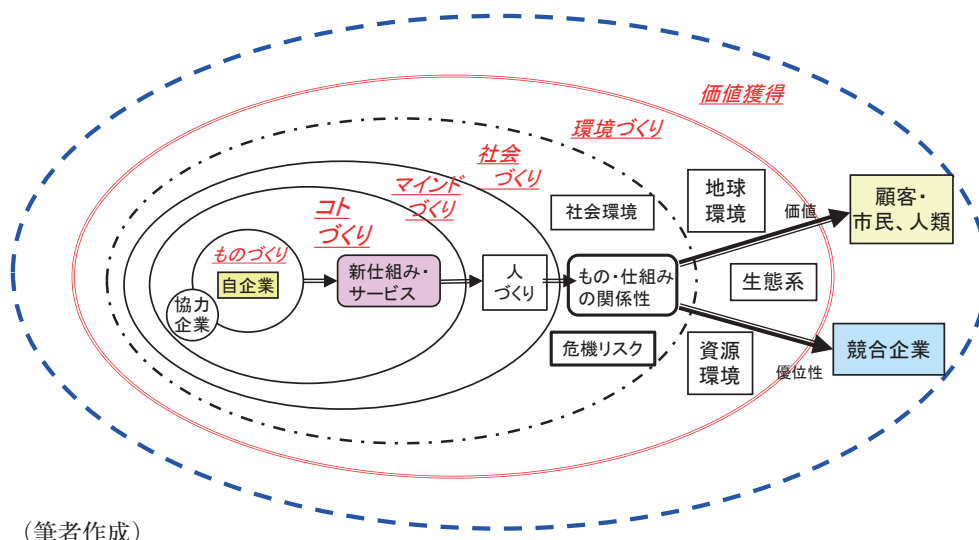 価値獲得
環境づくり
社会
づくり
マインド
づくり
コト
づくり
ものづくり
自企業
協力
企業
新仕組み・
サービス
人
づくり
もの・仕組み
の関係性
社会環境
危機リスク
地球
環境
価値
顧客・
市民、人類
生態系
資源
環境
優位性
競合企業
（筆者作成）